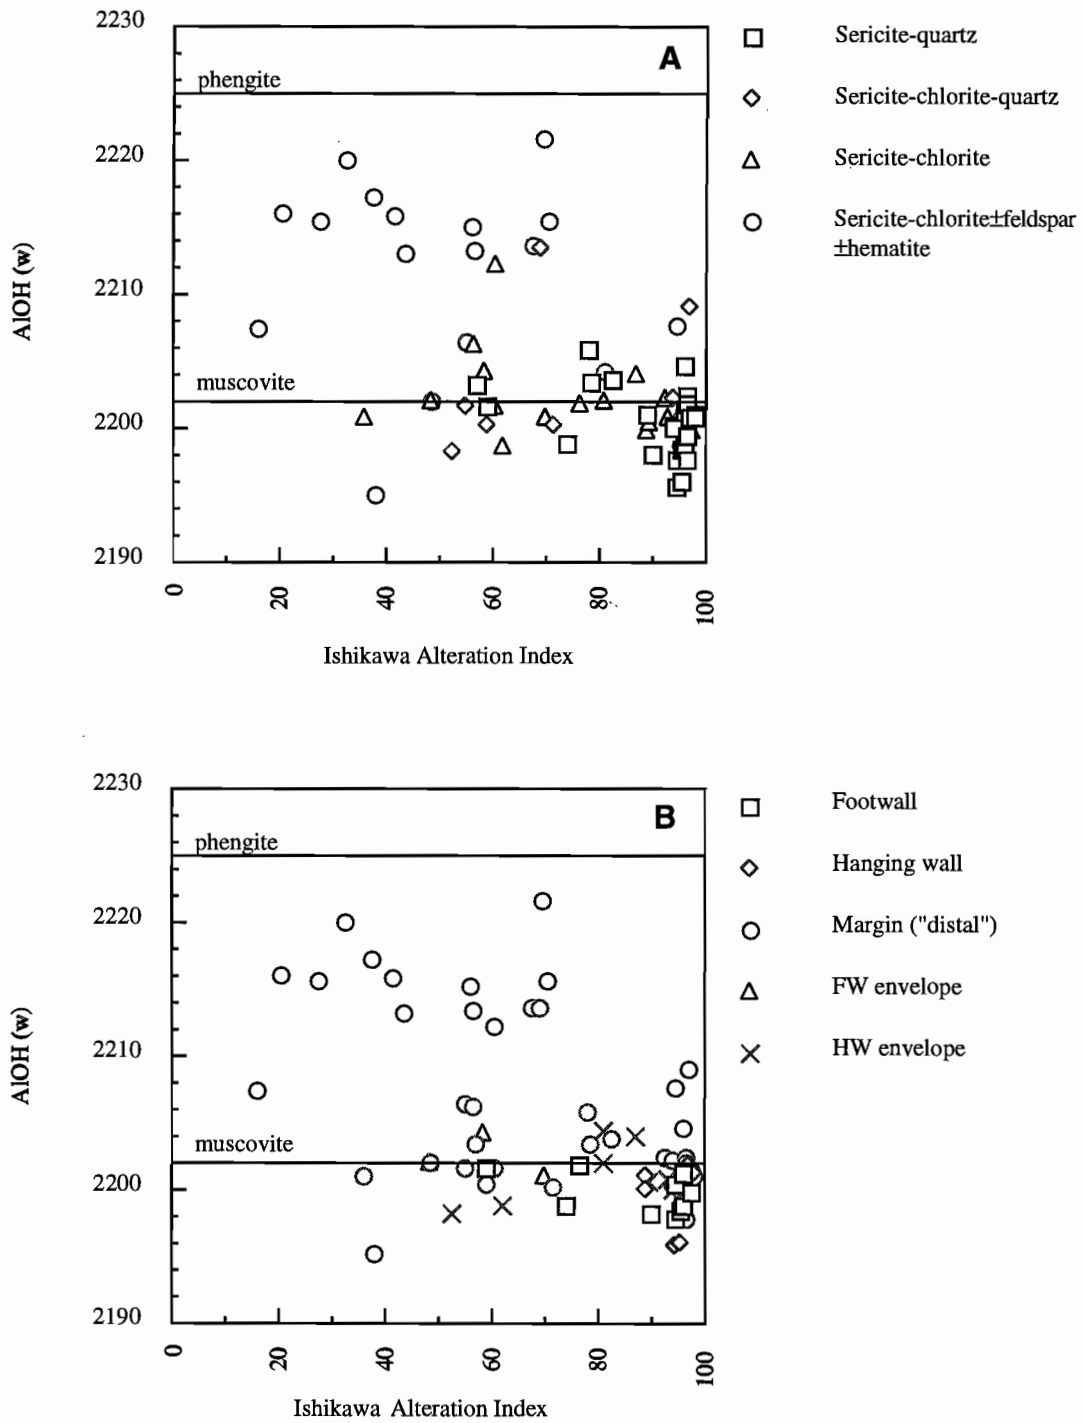 2230
A
phengite
2220
2210
muscovite
2200
2190
AlOH (w)
0
20
40
60
80
100
Ishikawa Alteration Index
Sericite-quartz
Sericite-chlorite-quartz
Sericite-chlorite
Sericite-chlorite±feldspar
±hematite
2230
B
phengite
2220
2210
muscovite
2200
2190
AlOH (w)
0
20
40
60
80
100
Ishikawa Alteration Index
Footwall
Hanging wall
Margin ("distal")
FW envelope
HW envelope